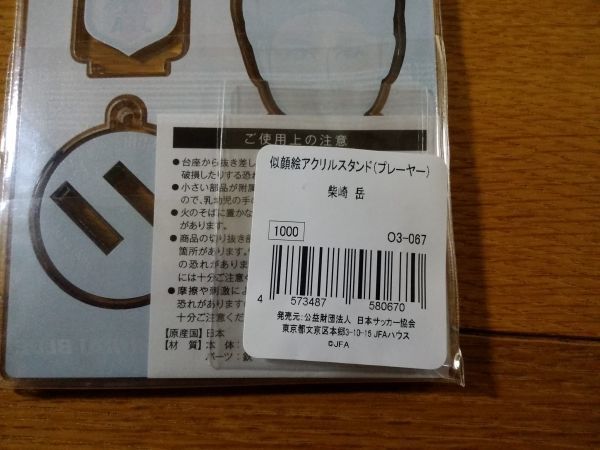 ご使用上の注意
●台座から抜き差し
破損したりする恐れ
●小さい部品が付属
ので、乳幼児の手の
●火のそばに置かな
があります。
●商品の切り抜き部
箇所があります。
の恐れがありま
には十分ご注意く
●摩擦や刺激によ
恐れがあります
十分ご注意くだ
【原産国】日本
【材 質】本 体:
パーツ:鉄
似顔絵アクリルスタンド(プレーヤー)
柴崎 岳
1000
03-067
4 573487 580670
発売元:公益財団法人 日本サッカー協会
東京都文京区本郷3-10-15 JFAハウス
©JFA